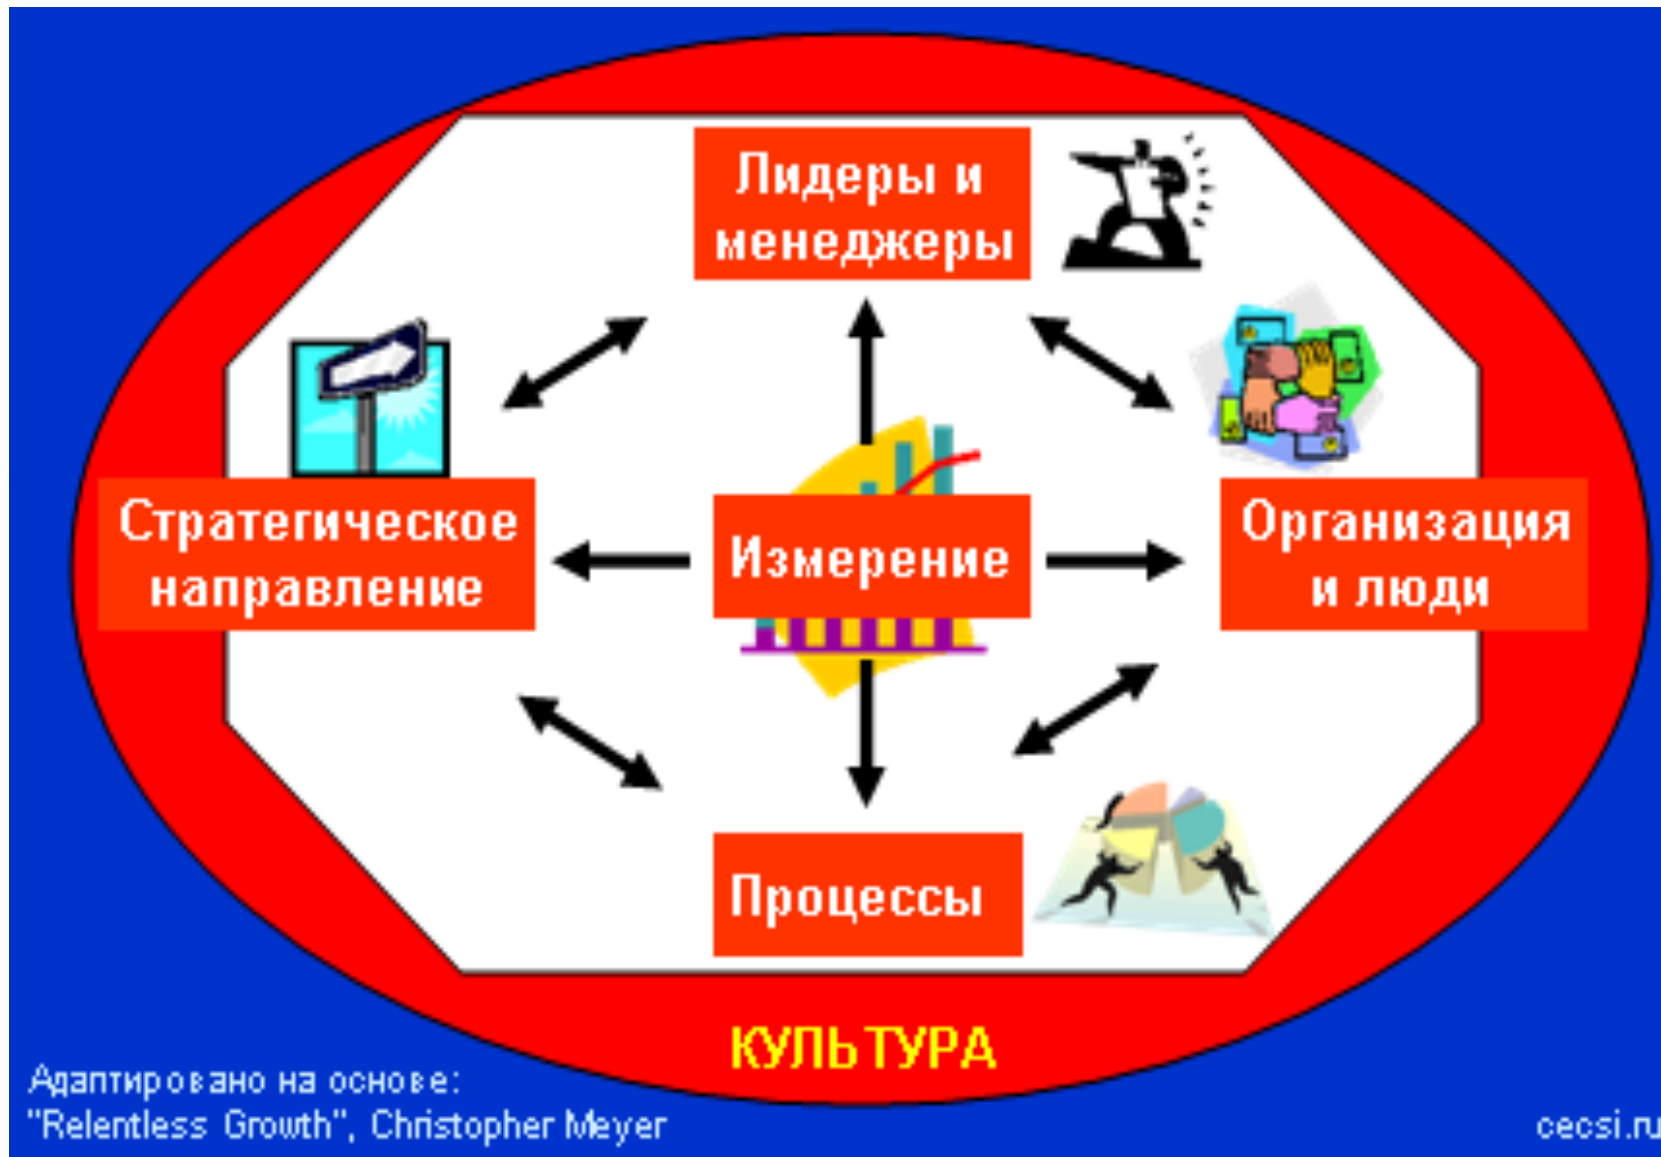 Лидеры и
менеджеры
Стратегическое
направление
Измерение
Организация
и люди
Процессы
КУЛЬТУРА
Адаптировано на основе:
"Relentless Growth", Christopher Meyer
cecsi.ru